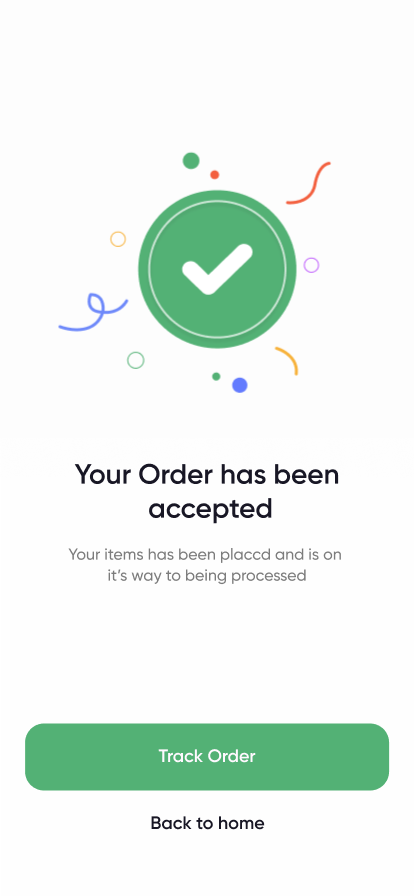 Your Order has been
accepted
Your items has been placcd and is on
it’s way to being processed
Track Order
Back to home